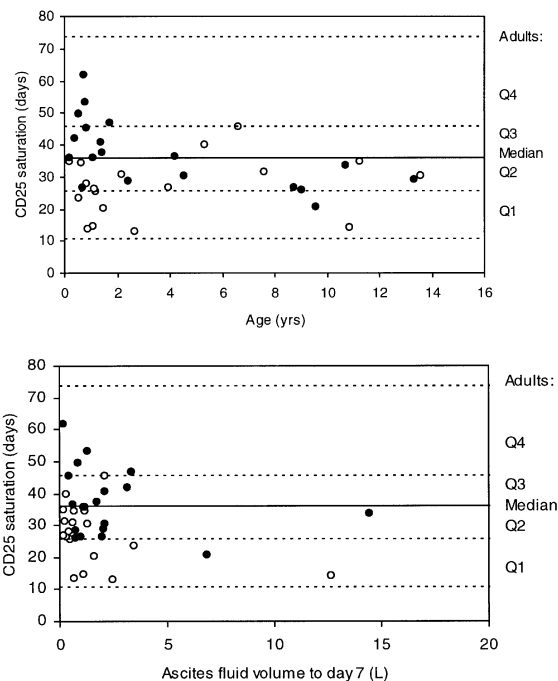 80
70
60
50
40
30
20
10
0
CD25 saturation (days)
0 2 4 6 8 10 12 14 16
Age (yrs)
Adults:
Q4
Q3
Median
Q2
Q1
80
70
60
50
40
30
20
10
0
CD25 saturation (days)
0 5 10 15 20
Ascites fluid volume to day 7 (L)
Adults:
Q4
Q3
Median
Q2
Q1